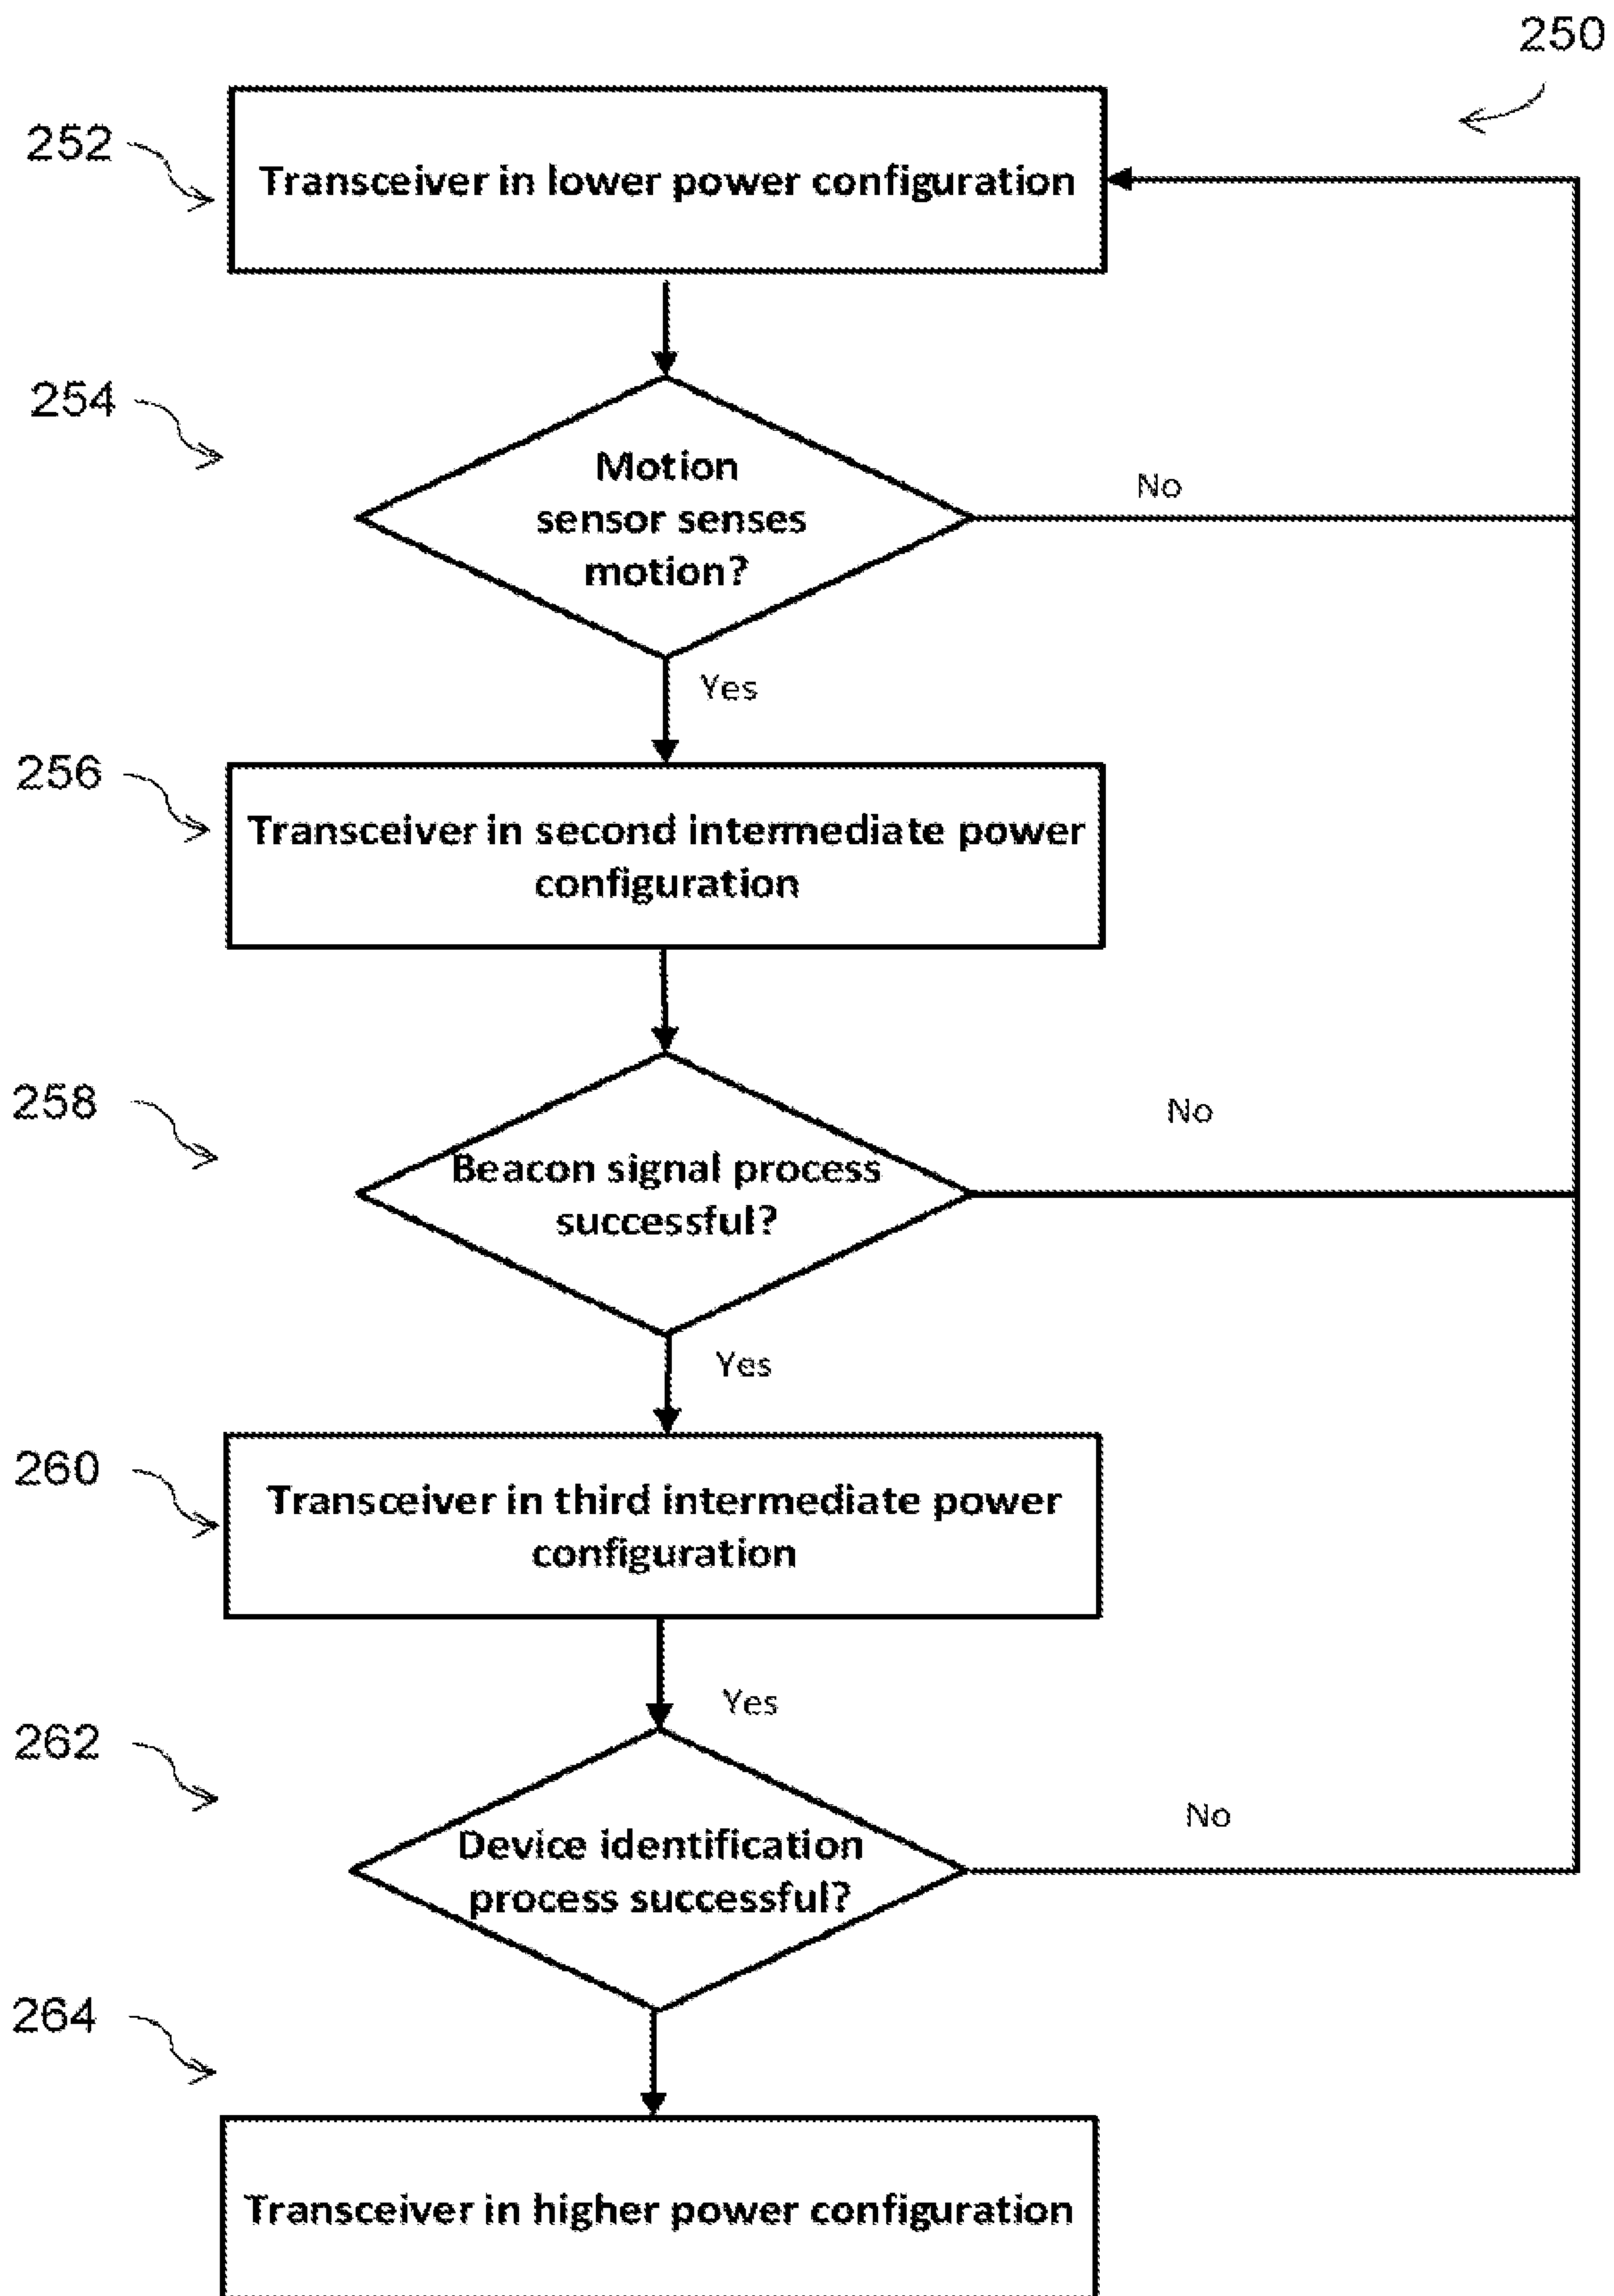 250
252
Transceiver in lower power configuration
254
Motion
sensor senses
motion?
No
Yes
256
Transceiver in second intermediate power
configuration
258
Beacon signal process
successful?
No
Yes
260
Transceiver in third intermediate power
configuration
Yes
262
Device identification
process successful?
No
264
Transceiver in higher power configuration